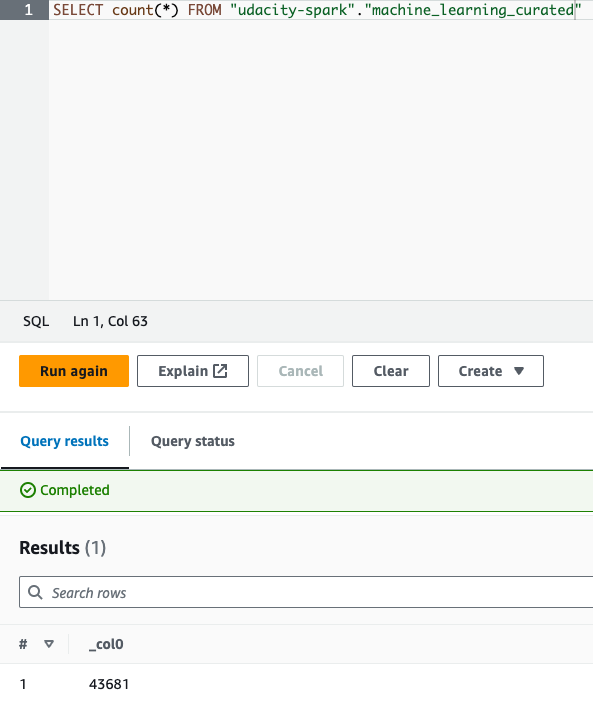 1 SELECT count(*) FROM "udacity-spark"."machine_learning_curated"
SQL Ln 1, Col 63
Run again Explain Cancel Clear Create
Query results Query status
Completed
Results (1)
Search rows
# _col0
1 43681